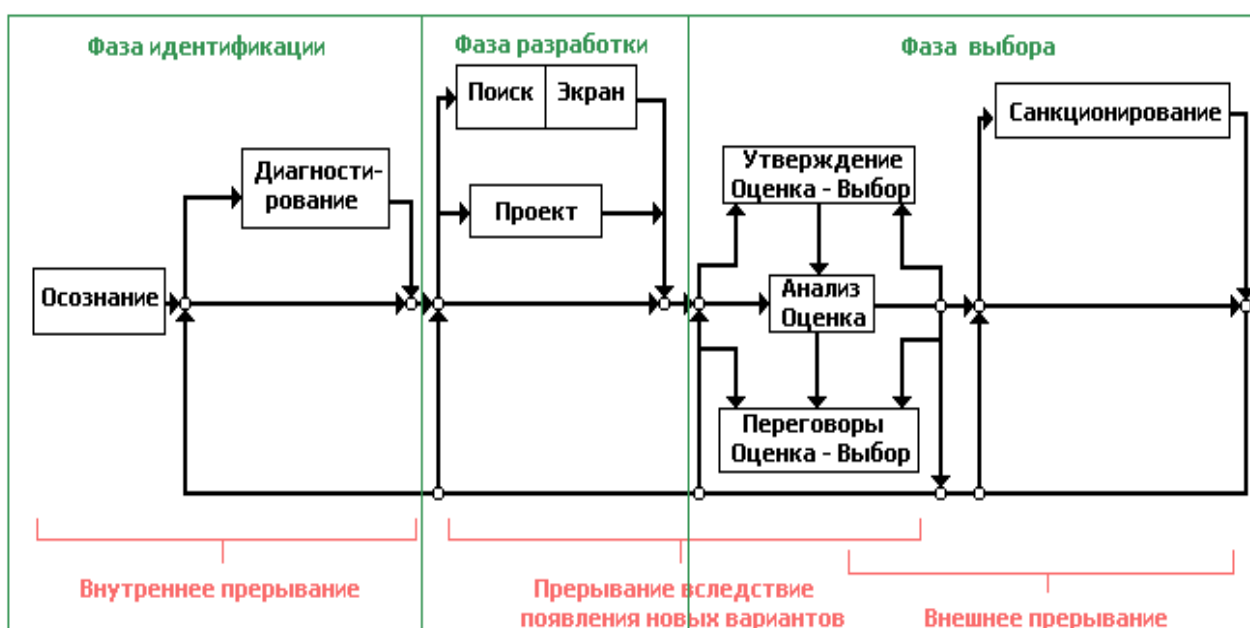 Фаза идентификации
Фаза разработки
Фаза выбора
Поиск
Экран
Санкционирование
Диагности-
рование
Утверждение
Оценка - Выбор
Проект
Осознание
Анализ
Оценка
Переговоры
Оценка - Выбор
Внутреннее прерывание
Прерывание вследствие
появления новых вариантов
Внешнее прерывание